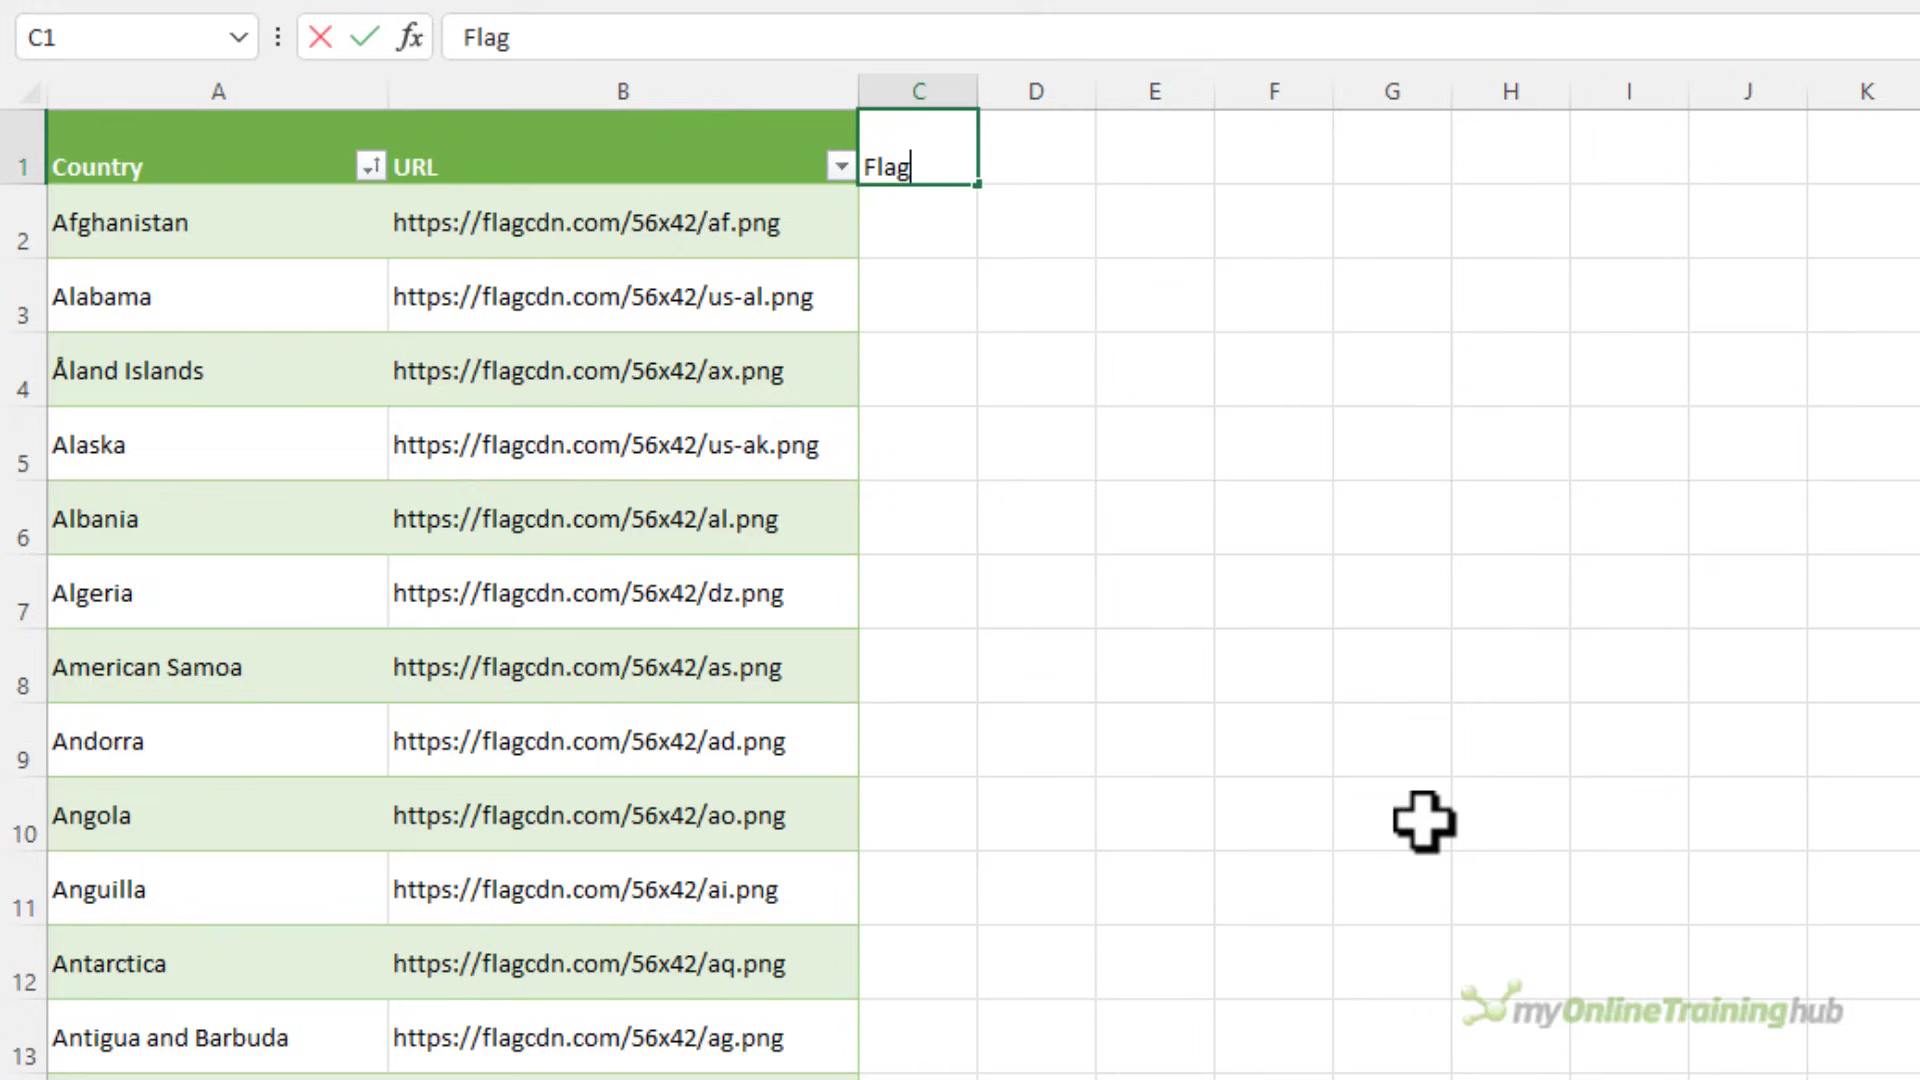 C1 fx Flag
A B C D E F G H I J K
1 Country URL Flag
2 Afghanistan https://flagcdn.com/56x42/af.png
3 Alabama https://flagcdn.com/56x42/us-al.png
4 Åland Islands https://flagcdn.com/56x42/ax.png
5 Alaska https://flagcdn.com/56x42/us-ak.png
6 Albania https://flagcdn.com/56x42/al.png
7 Algeria https://flagcdn.com/56x42/dz.png
8 American Samoa https://flagcdn.com/56x42/as.png
9 Andorra https://flagcdn.com/56x42/ad.png
10 Angola https://flagcdn.com/56x42/ao.png
11 Anguilla https://flagcdn.com/56x42/ai.png
12 Antarctica https://flagcdn.com/56x42/aq.png
13 Antigua and Barbuda https://flagcdn.com/56x42/ag.png
myOnlineTraininghub